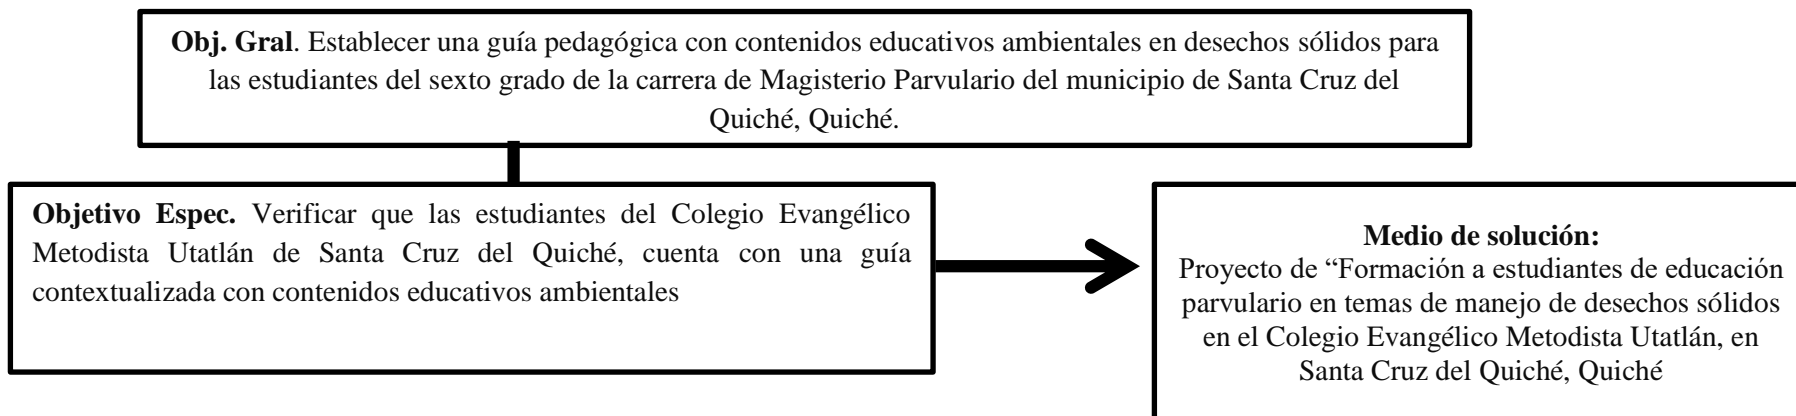 Obj. Gral. Establecer una guía pedagógica con contenidos educativos ambientales en desechos sólidos para
las estudiantes del sexto grado de la carrera de Magisterio Parvulario del municipio de Santa Cruz del
Quiché, Quiché.
Objetivo Espec. Verificar que las estudiantes del Colegio Evangélico
Metodista Utatlán de Santa Cruz del Quiché, cuenta con una guía
contextualizada con contenidos educativos ambientales
Medio de solución:
Proyecto de “Formación a estudiantes de educación
parvulario en temas de manejo de desechos sólidos
en el Colegio Evangélico Metodista Utatlán, en
Santa Cruz del Quiché, Quiché